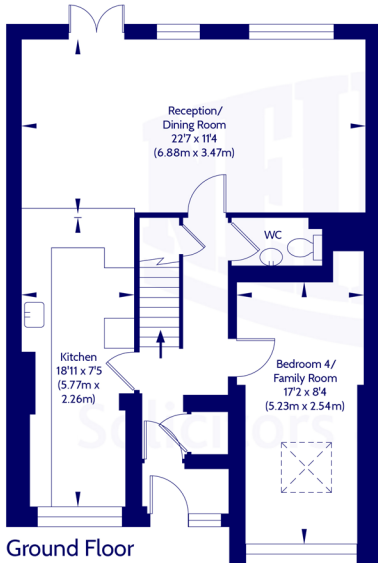 Reception/
Dining Room
22'7 x 11'4
(6.88m x 3.47m)
WC
Kitchen
18'11 x 7'5
(5.77m x
2.26m)
Bedroom 4/
Family Room
17'2 x 8'4
(5.23m x 2.54m)
Solicitors
Ground Floor